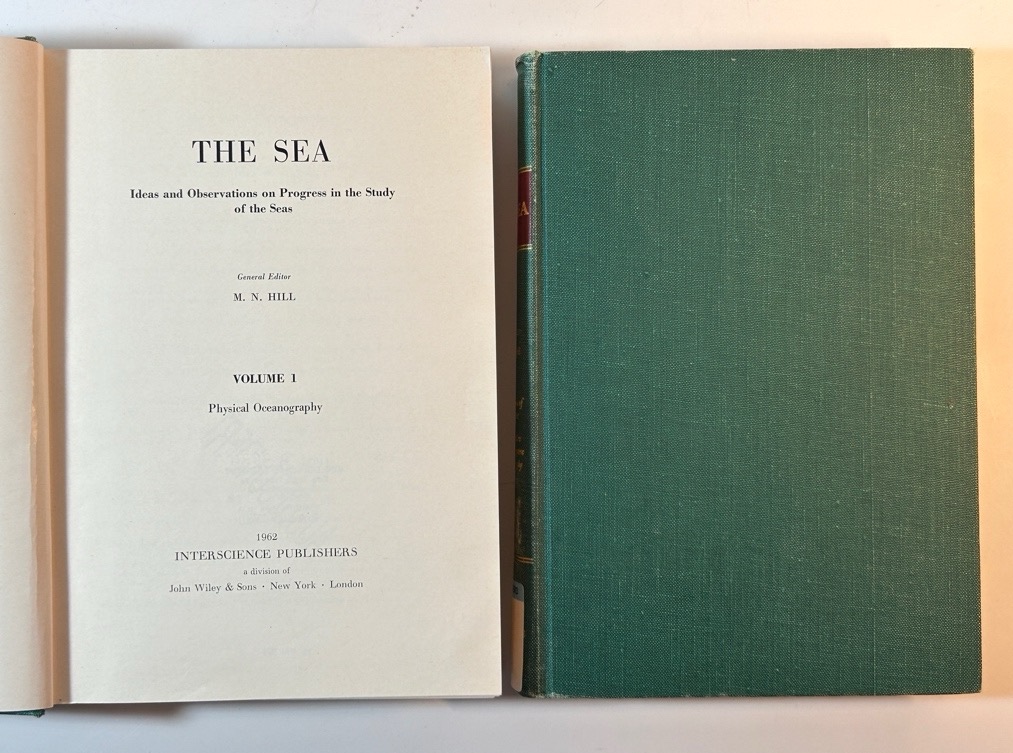 THE SEA
Ideas and Observations on Progress in the Study
of the Seas
General Editor
M. N. HILL
VOLUME 1
Physical Oceanography
1962
INTERSCIENCE PUBLISHERS
a division of
John Wiley & Sons · New York · London